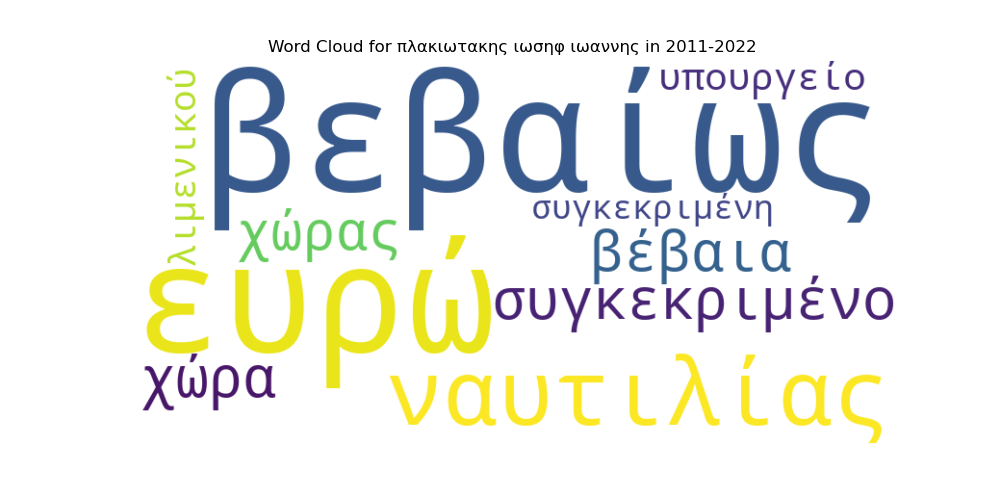 Word Cloud for πλακιωτακης ιωσηφ ιωαννης in 2011-2022
υπουργείο
λιμενικού
βεβαίως
συγκεκριμένη
χώρας
βέβαια
ευρώ
συγκεκριμένο
χώρα
ναυτιλίας